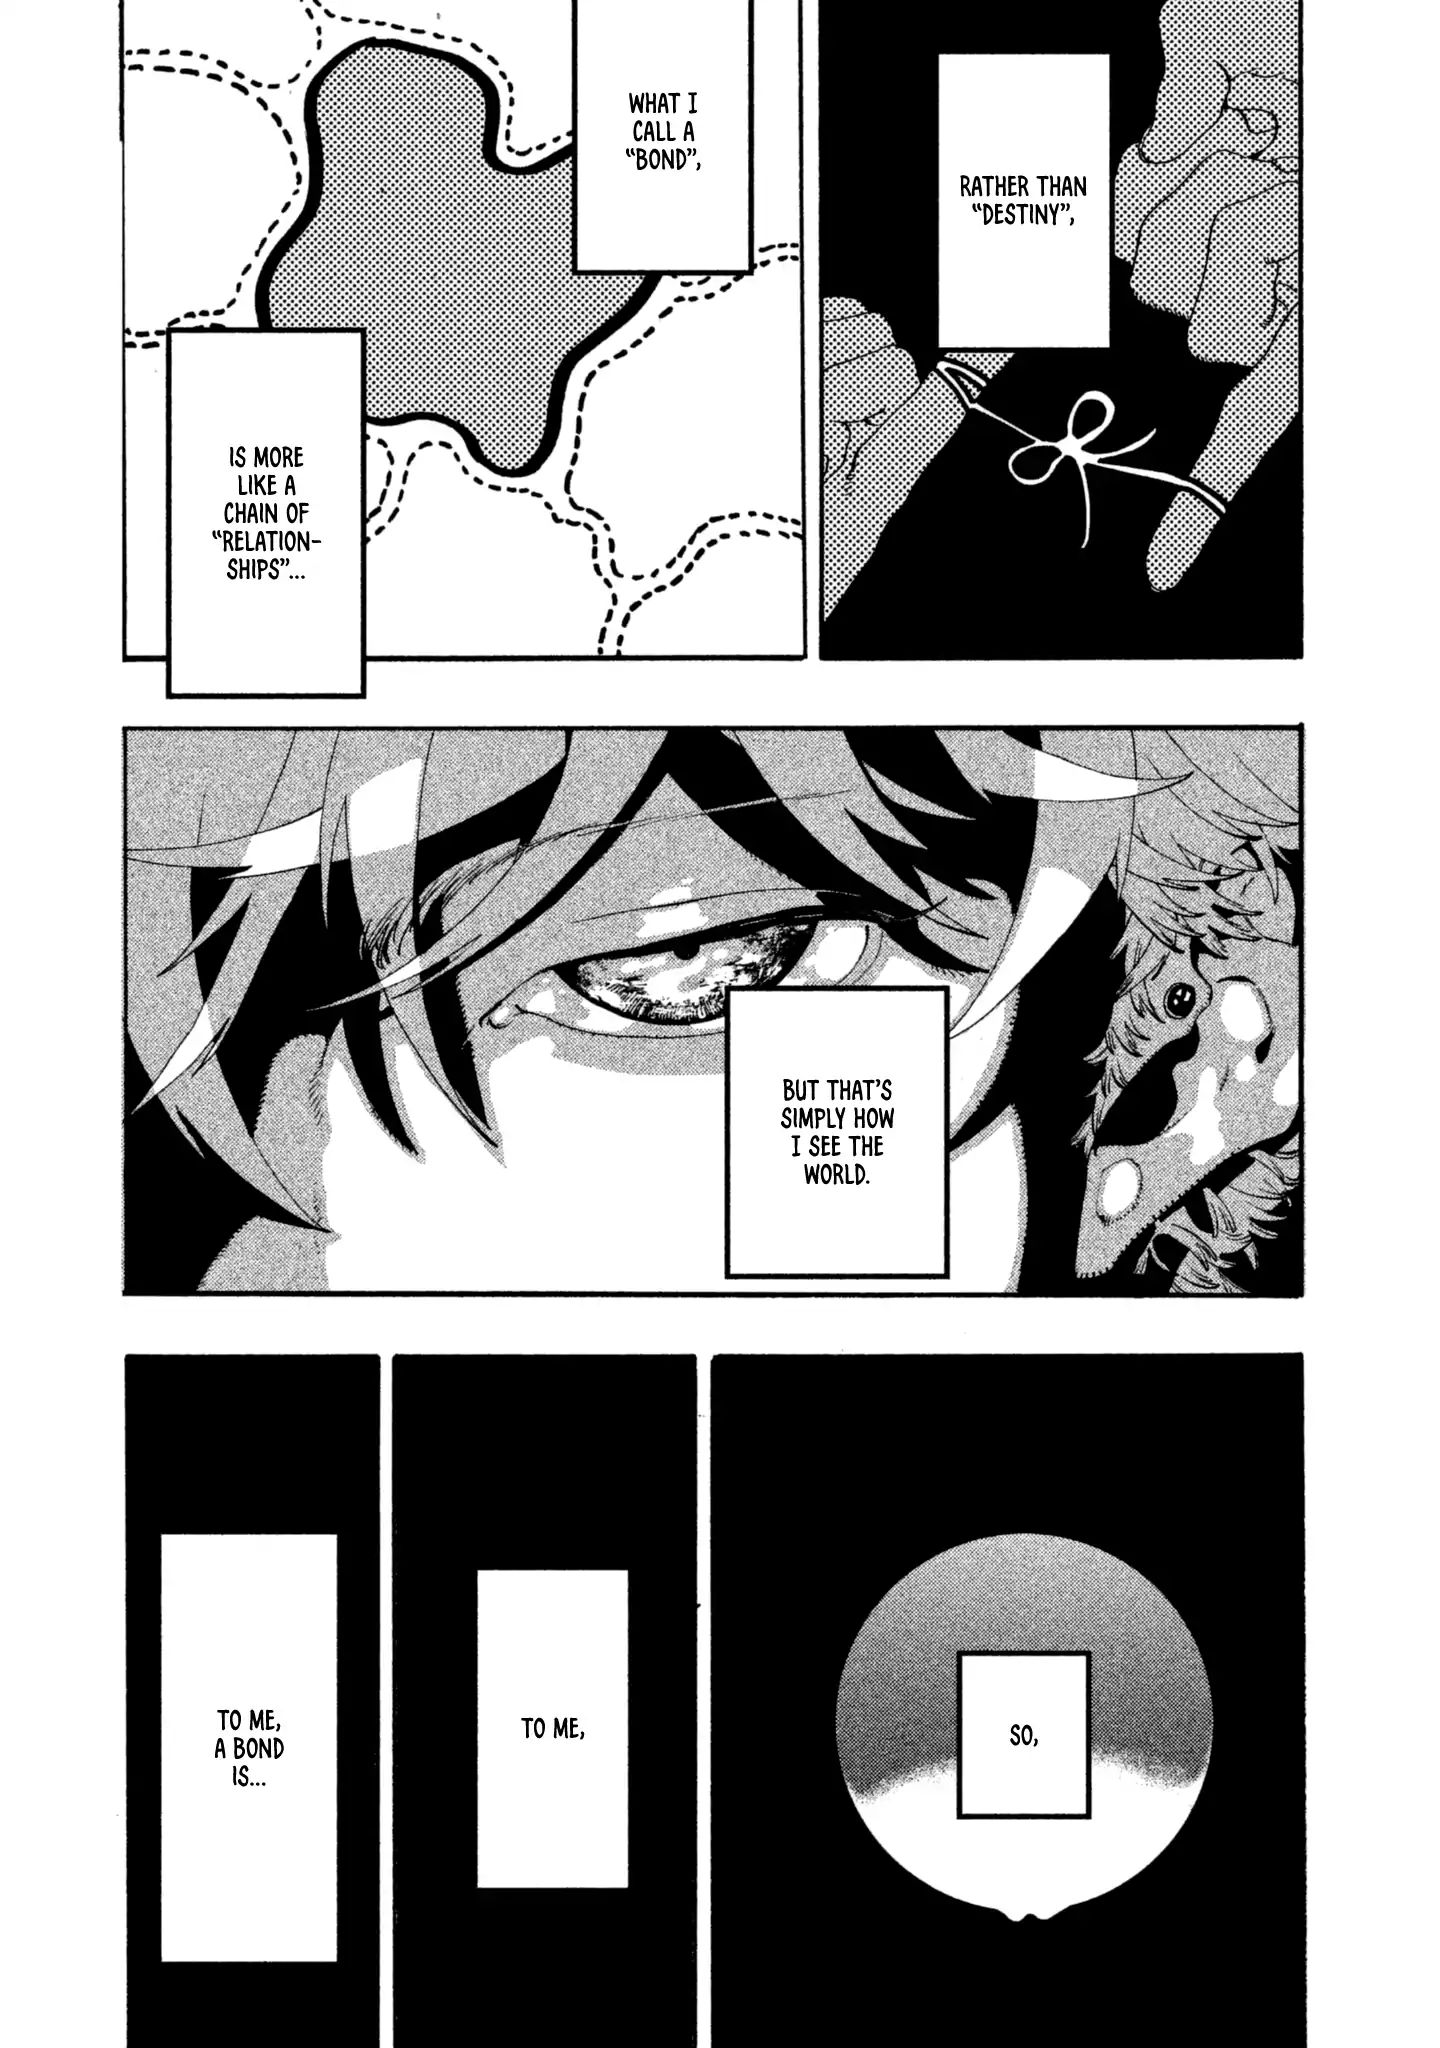 RATHER THAN
"DESTINY",
WHAT I
CALL A
"BOND",
IS MORE
LIKE A
CHAIN OF
"RELATION-
SHIPS"...
BUT THAT'S
SIMPLY HOW
I SEE THE
WORLD.
SO,
TO ME,
TO ME,
A BOND
IS...